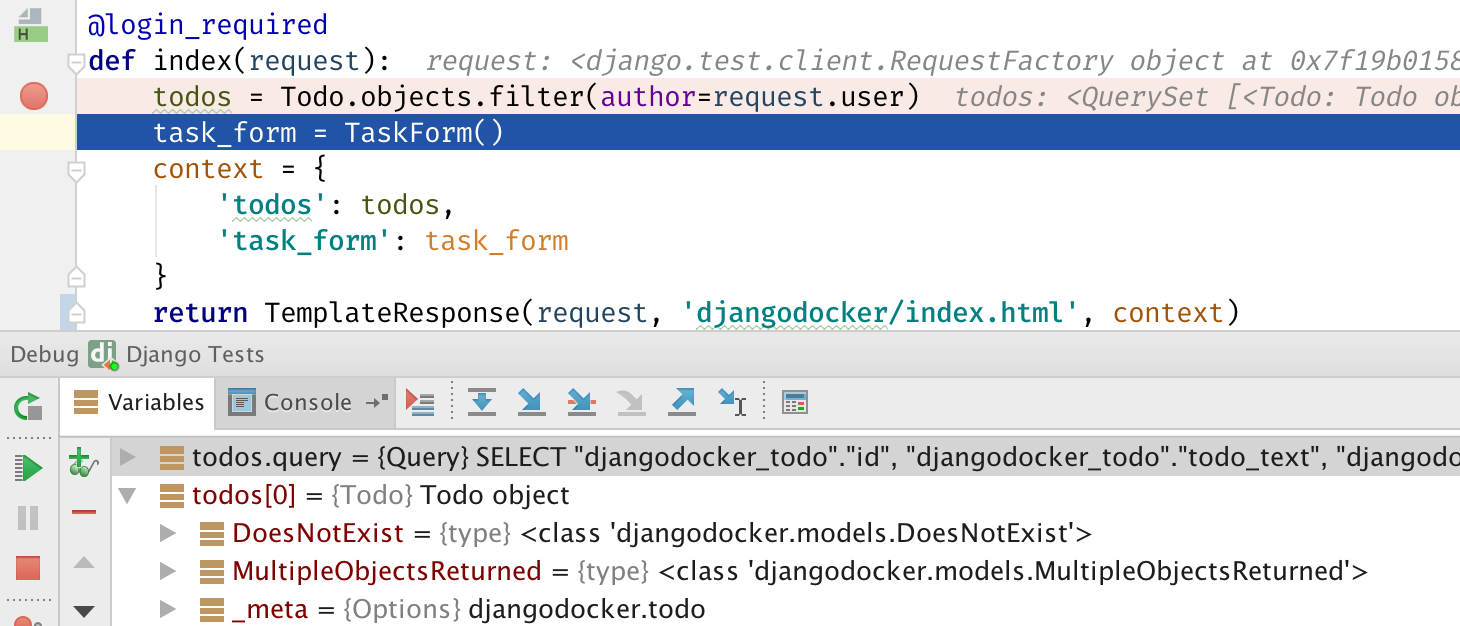 @login_required
def index(request): request: <django.test.client.RequestFactory object at 0x7f19b0158
todos = Todo.objects.filter(author=request.user) todos: <QuerySet [<Todo: Todo ob
task_form = TaskForm()
context = {
'todos': todos,
'task_form': task_form
}
return TemplateResponse(request, 'djangodocker/index.html', context)
Debug dj Django Tests
Variables Console
todos.query = {Query} SELECT "djangodocker_todo"."id", "djangodocker_todo"."todo_text", "djangodo
todos[0] = {Todo} Todo object
DoesNotExist = {type} <class 'djangodocker.models.DoesNotExist'>
MultipleObjectsReturned = {type} <class 'djangodocker.models.MultipleObjectsReturned'>
_meta = {Options} djangodocker.todo